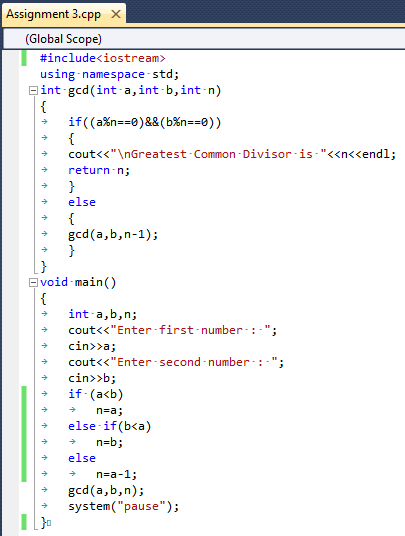 Assignment 3.cpp
(Global Scope)
#include<iostream>
using namespace std;
int gcd(int a,int b,int n)
{
if((a%n==0)&&(b%n==0))
{
cout<<"\nGreatest Common Divisor is "<<n<<endl;
return n;
}
else
{
gcd(a,b,n-1);
}
}
void main()
{
int a,b,n;
cout<<"Enter first number : ";
cin>>a;
cout<<"Enter second number : ";
cin>>b;
if (a<b)
n=a;
else if(b<a)
n=b;
else
n=a-1;
gcd(a,b,n);
system("pause");
}